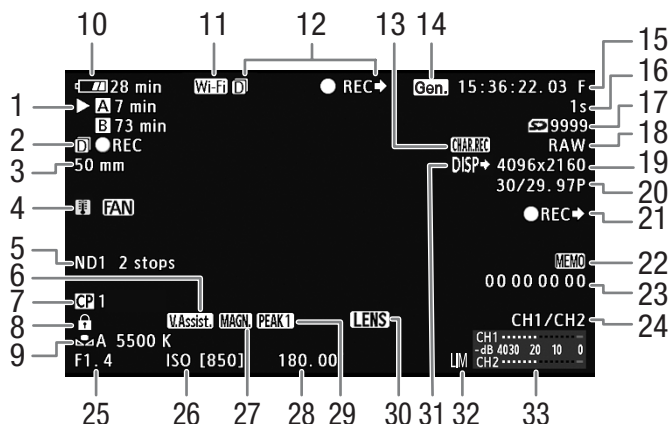 10 11 12 13 14
15
16
17
18
19
20
21
22
23
24
1
2
3
4
5
6
7
8
9
28 min Wi-Fi D REC Gen. 15:36:22.03 F
A 7 min 1s
B 73 min 9999
D REC CHAR.REC RAW
50 mm DISP 4096x2160
30/29.97P
FAN REC
ND1 2 stops MEMO
00 00 00 00
CP 1
V.Assist. MAGN. PEAK1 LENS CH1/CH2
A 5500 K CH1
-dB 40 30 20 10 0
F1.4 ISO [850] 180.00 LIM CH2
25 26 27 28 29 30 31 32 33